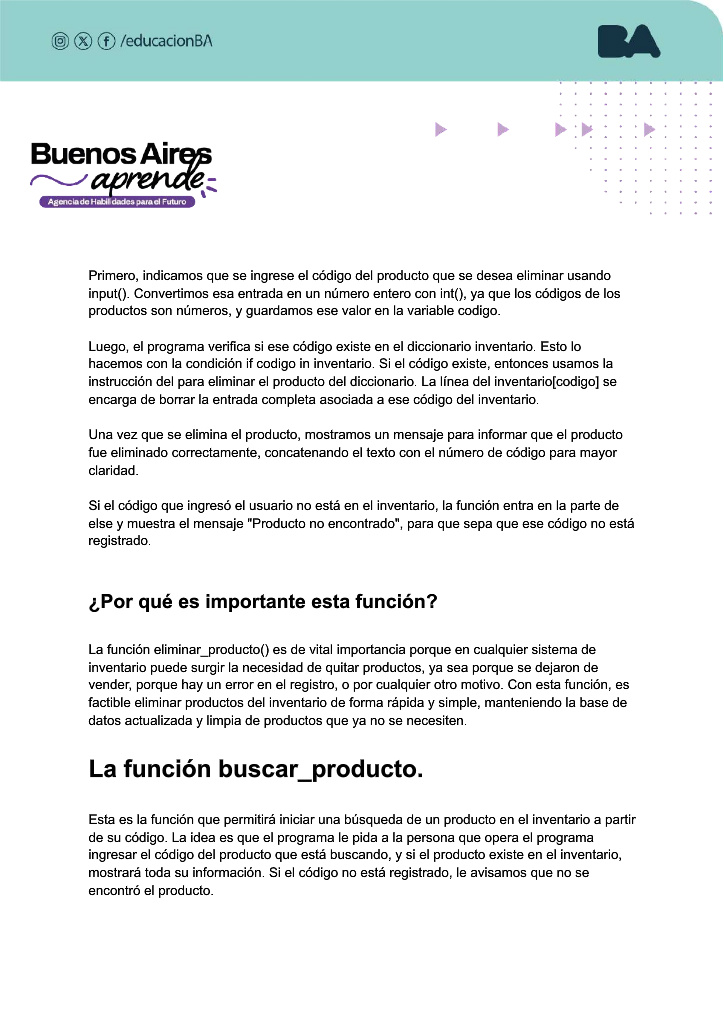 /educacionBA
BA
Buenos Aires
aprende
Agencia de Habilidades para el Futuro
Primero, indicamos que se ingrese el código del producto que se desea eliminar usando
input(). Convertimos esa entrada en un número entero con int(), ya que los códigos de los
productos son números, y guardamos ese valor en la variable codigo.
Luego, el programa verifica si ese código existe en el diccionario inventario. Esto lo
hacemos con la condición if codigo in inventario. Si el código existe, entonces usamos la
instrucción del para eliminar el producto del diccionario. La línea del inventario[codigo] se
encarga de borrar la entrada completa asociada a ese código del inventario.
Una vez que se elimina el producto, mostramos un mensaje para informar que el producto
fue eliminado correctamente, concatenando el texto con el número de código para mayor
claridad.
Si el código que ingresó el usuario no está en el inventario, la función entra en la parte de
else y muestra el mensaje "Producto no encontrado", para que sepa que ese código no está
registrado.
¿Por qué es importante esta función?
La función eliminar_producto() es de vital importancia porque en cualquier sistema de
inventario puede surgir la necesidad de quitar productos, ya sea porque se dejaron de
vender, porque hay un error en el registro, o por cualquier otro motivo. Con esta función, es
factible eliminar productos del inventario de forma rápida y simple, manteniendo la base de
datos actualizada y limpia de productos que ya no se necesiten.
La función buscar_producto.
Esta es la función que permitirá iniciar una búsqueda de un producto en el inventario a partir
de su código. La idea es que el programa le pida a la persona que opera el programa
ingresar el código del producto que está buscando, y si el producto existe en el inventario,
mostrará toda su información. Si el código no está registrado, le avisamos que no se
encontró el producto.